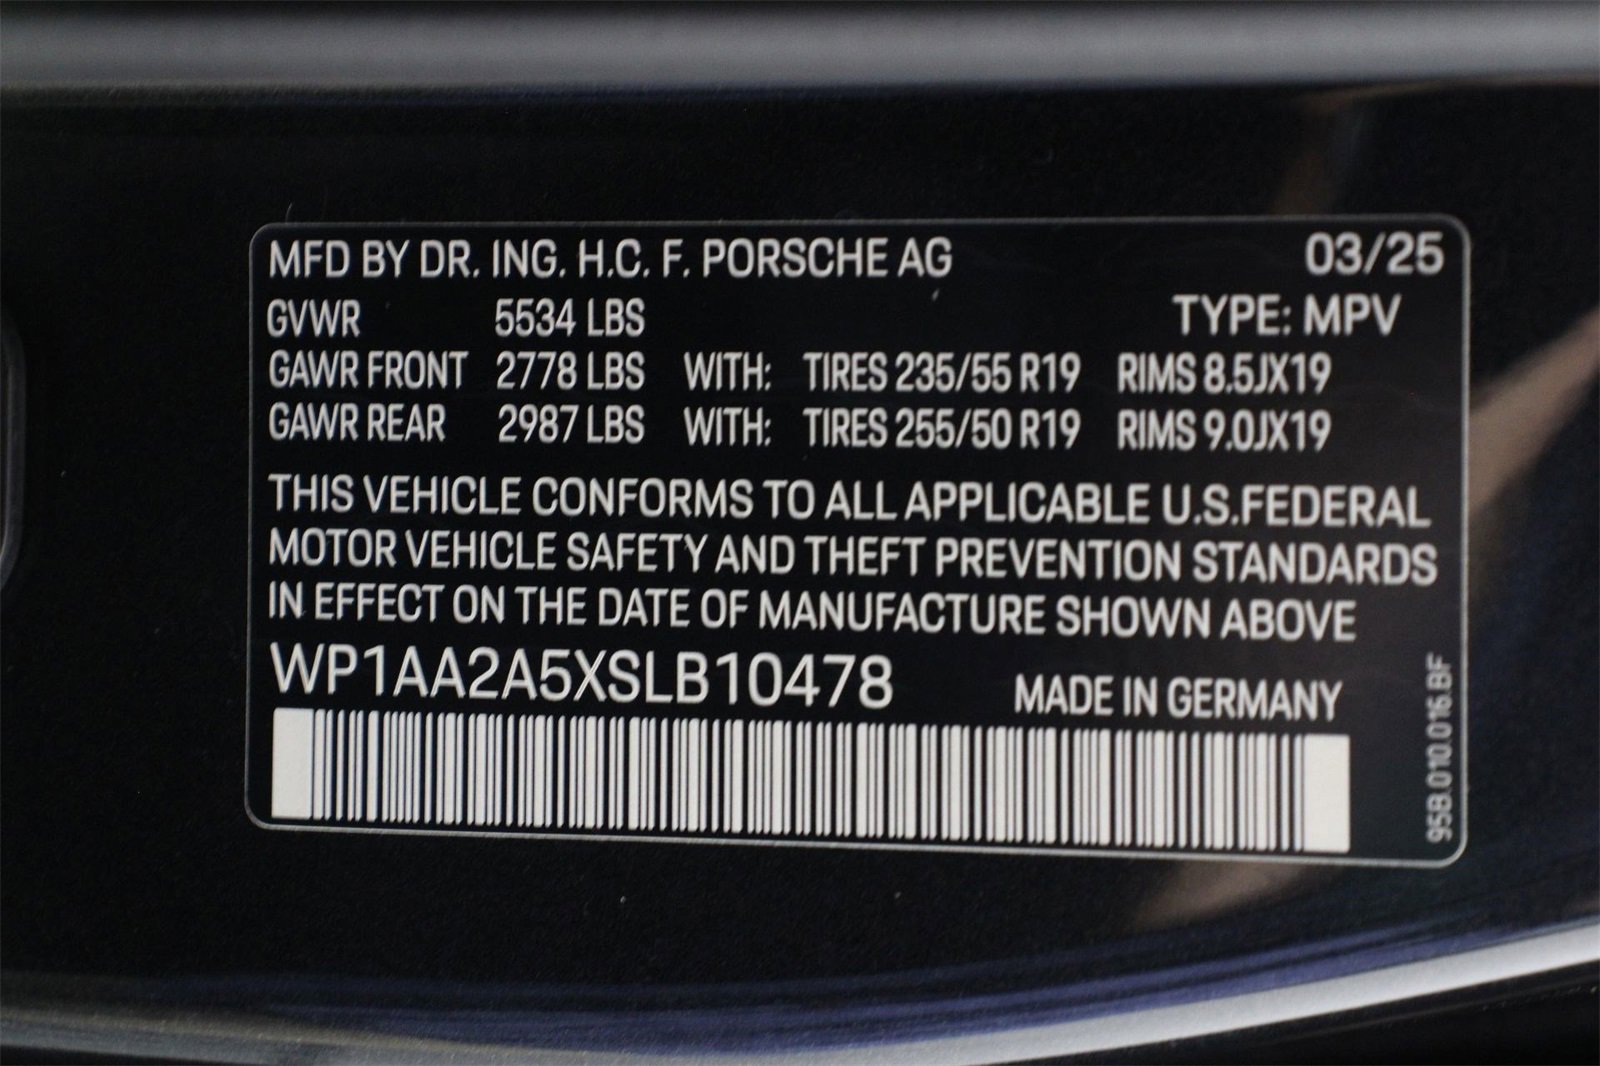 MFD BY DR. ING. H.C. F. PORSCHE AG 03/25
GVWR 5534 LBS TYPE: MPV
GAWR FRONT 2778 LBS WITH: TIRES 235/55 R19 RIMS 8.5JX19
GAWR REAR 2987 LBS WITH: TIRES 255/50 R19 RIMS 9.0JX19
THIS VEHICLE CONFORMS TO ALL APPLICABLE U.S.FEDERAL
MOTOR VEHICLE SAFETY AND THEFT PREVENTION STANDARDS
IN EFFECT ON THE DATE OF MANUFACTURE SHOWN ABOVE
WP1AA2A5XSLB10478 MADE IN GERMANY
95B.010.016.BF